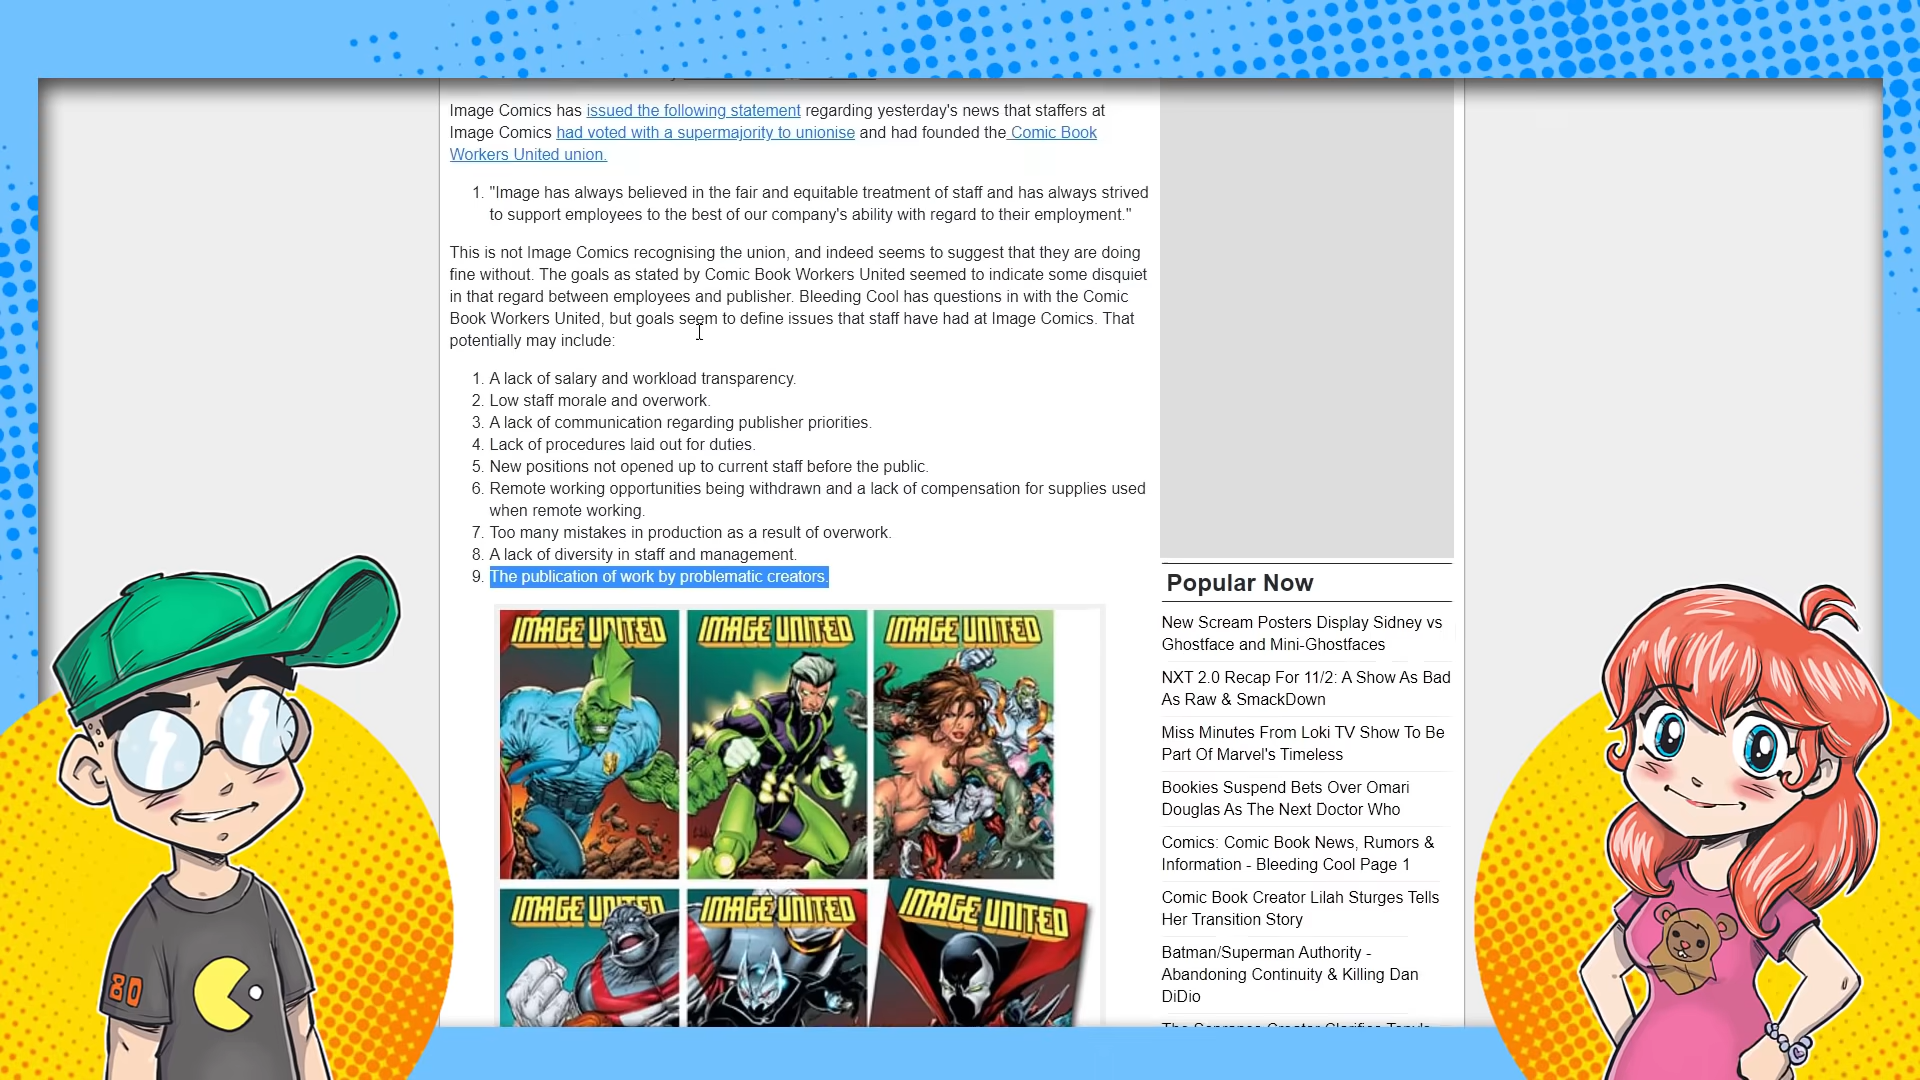 Image Comics has issued the following statement regarding yesterday's news that staffers at
Image Comics had voted with a supermajority to unionise and had founded the Comic Book
Workers United union.
1. "Image has always believed in the fair and equitable treatment of staff and has always strived
to support employees to the best of our company's ability with regard to their employment."
This is not Image Comics recognising the union, and indeed seems to suggest that they are doing
fine without. The goals as stated by Comic Book Workers United seemed to indicate some disquiet
in that regard between employees and publisher. Bleeding Cool has questions in with the Comic
Book Workers United, but goals seem to define issues that staff have had at Image Comics. That
potentially may include:
1. A lack of salary and workload transparency.
2. Low staff morale and overwork.
3. A lack of communication regarding publisher priorities.
4. Lack of procedures laid out for duties.
5. New positions not opened up to current staff before the public.
6. Remote working opportunities being withdrawn and a lack of compensation for supplies used
when remote working.
7. Too many mistakes in production as a result of overwork.
8. A lack of diversity in staff and management.
9. The publication of work by problematic creators.
IMAGE UNITED
IMAGE UNITED
IMAGE UNITED
IMAGE UNITED
IMAGE UNITED
IMAGE UNITED
Popular Now
New Scream Posters Display Sidney vs
Ghostface and Mini-Ghostfaces
NXT 2.0 Recap For 11/2: A Show As Bad
As Raw & SmackDown
Miss Minutes From Loki TV Show To Be
Part Of Marvel's Timeless
Bookies Suspend Bets Over Omari
Douglas As The Next Doctor Who
Comics: Comic Book News, Rumors &
Information - Bleeding Cool Page 1
Comic Book Creator Lilah Sturges Tells
Her Transition Story
Batman/Superman Authority -
Abandoning Continuity & Killing Dan
DiDio
80